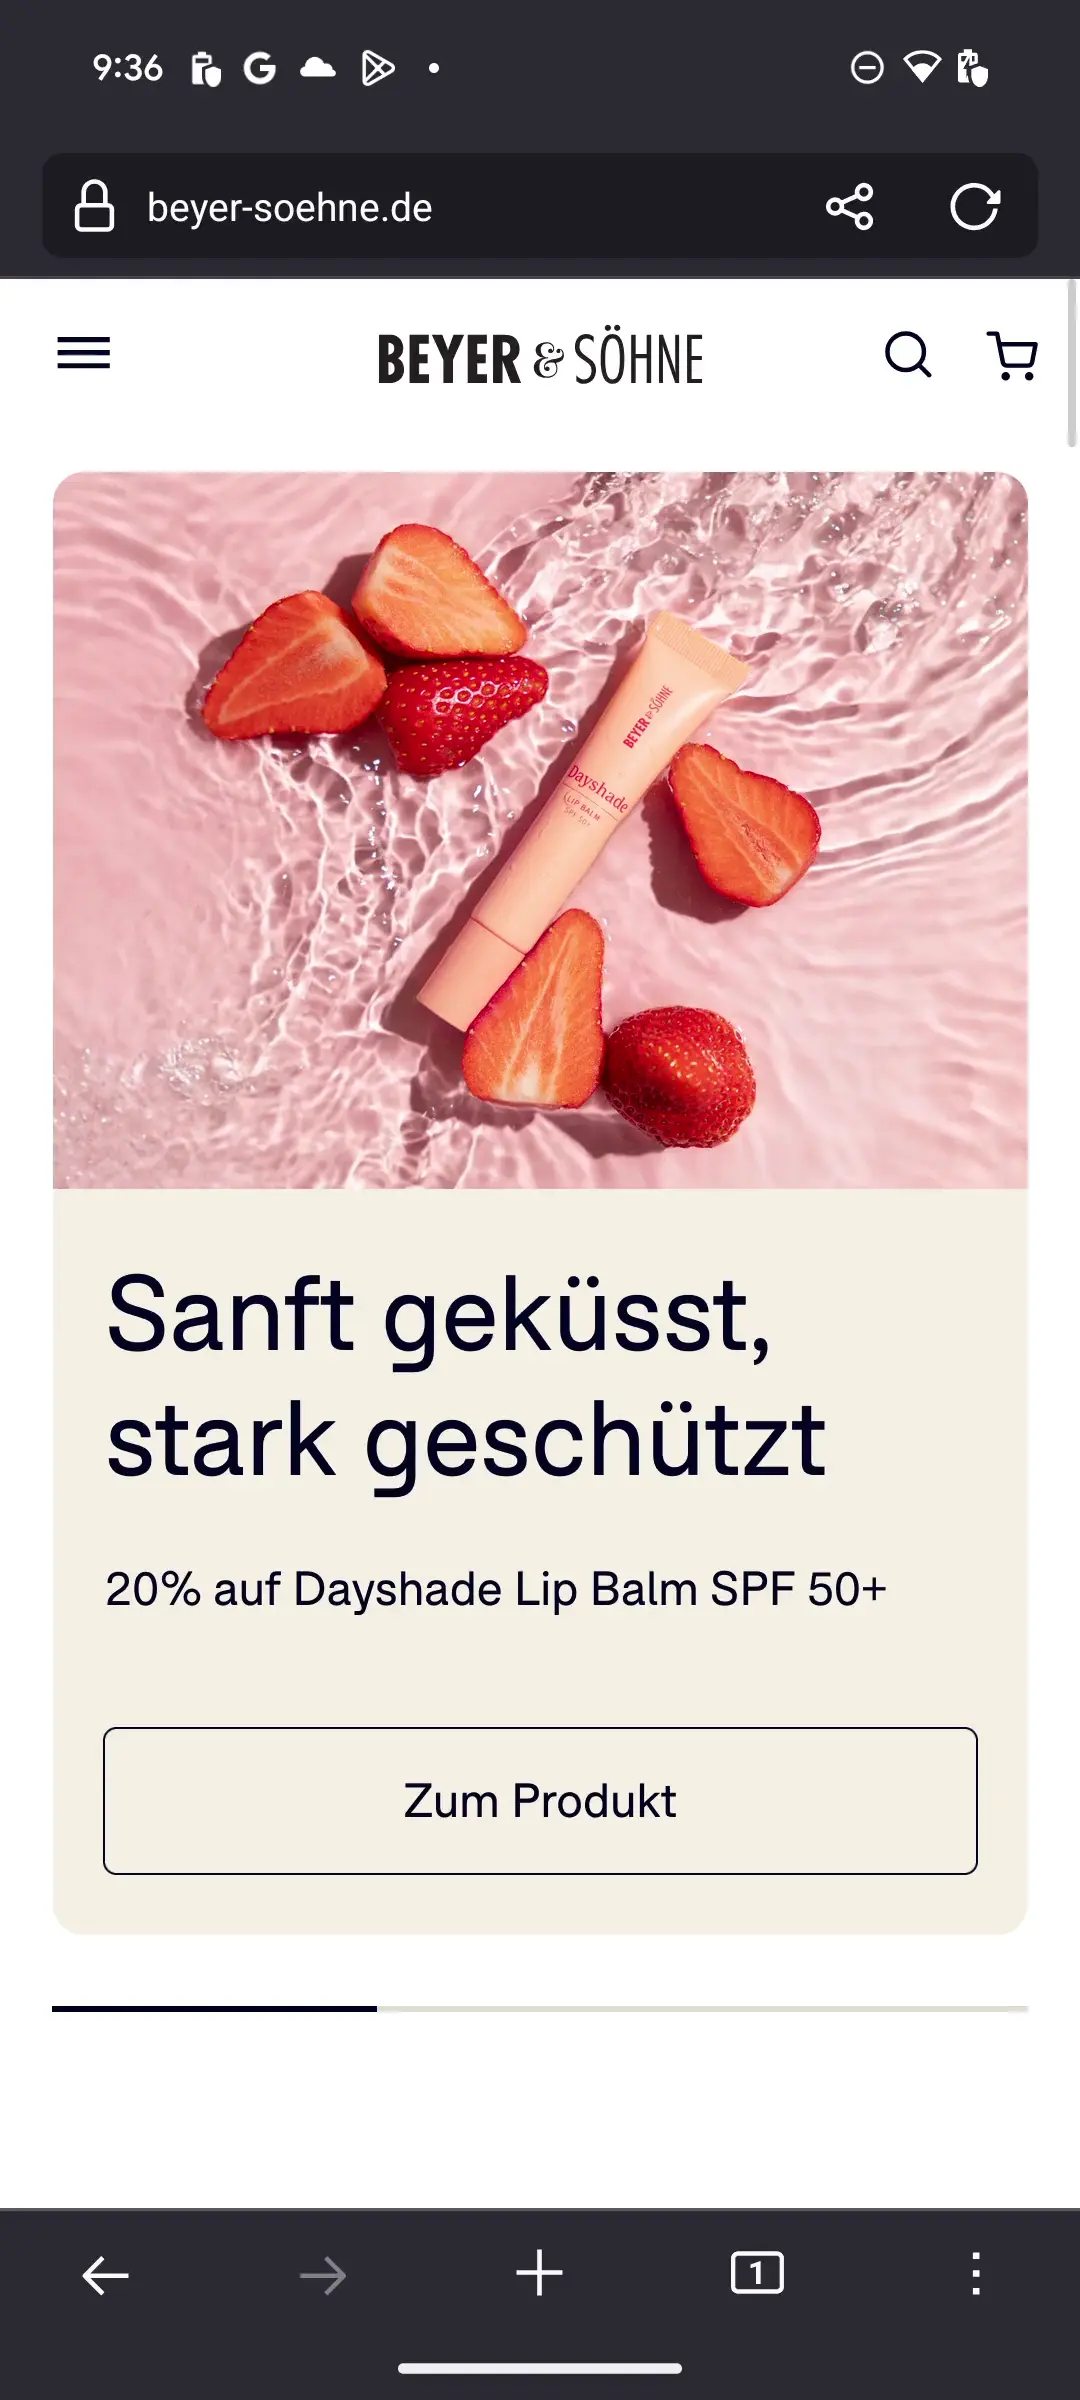 9:36
beyer-soehne.de
BEYER & SÖHNE
BEYER & SÖHNE
Dayshade
LIP BALM
SPF 50+
Sanft geküsst,
stark geschützt
20% auf Dayshade Lip Balm SPF 50+
Zum Produkt
1